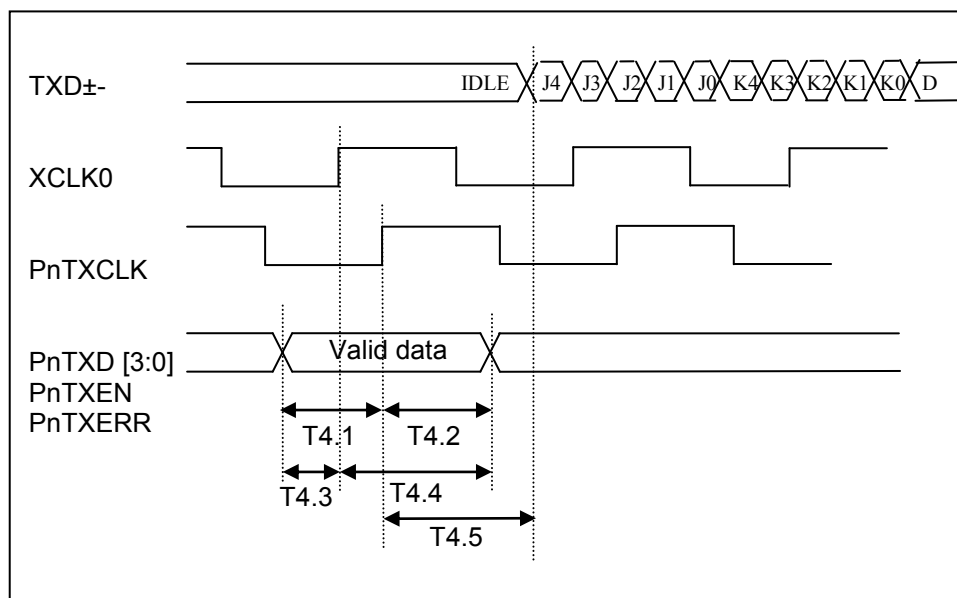 TXD±-
IDLE J4 J3 J2 J1 J0 K4 K3 K2 K1 K0 D
XCLK0
PnTXCLK
PnTXD [3:0]
PnTXEN
PnTXERR
Valid data
T4.1 T4.2
T4.3 T4.4
T4.5